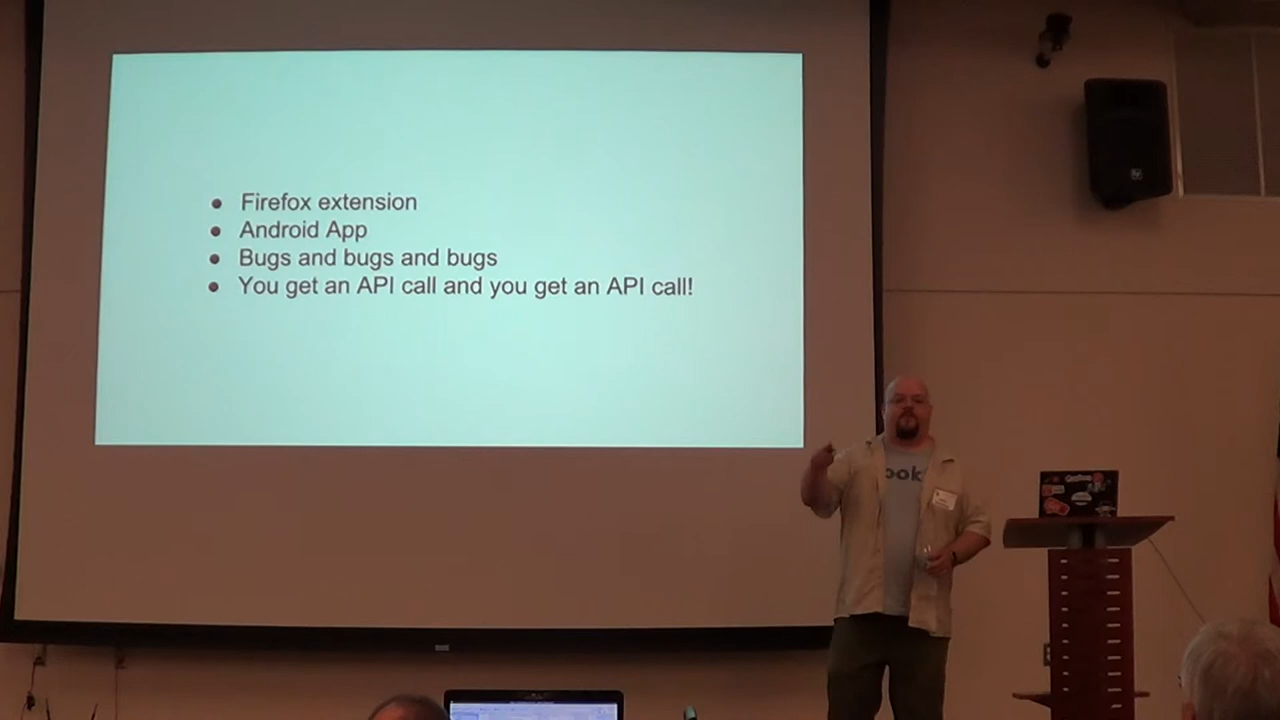 ● Firefox extension
● Android App
● Bugs and bugs and bugs
● You get an API call and you get an API call!
ook